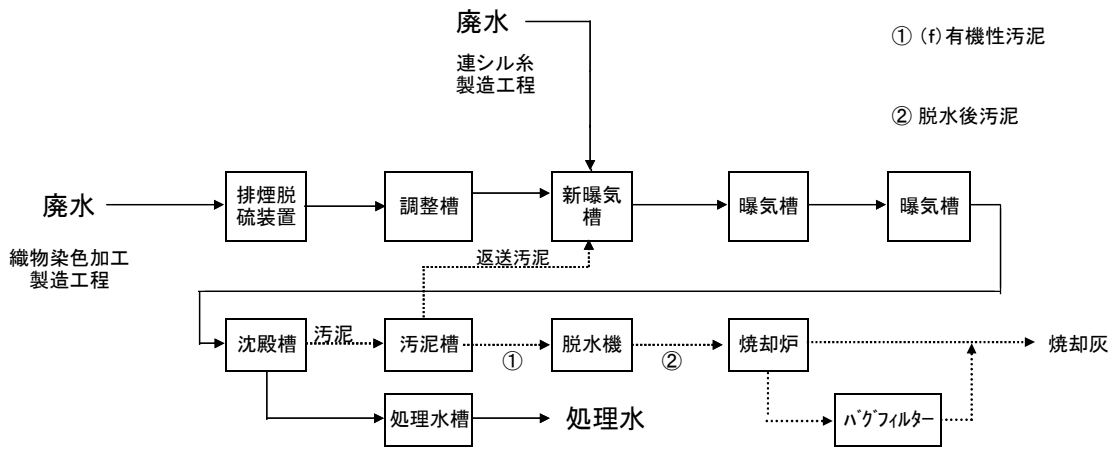 廃水
連シル糸
製造工程
① (f)有機性汚泥
② 脱水後汚泥
廃水
織物染色加工
製造工程
排煙脱
硫装置
調整槽
新曝気
槽
曝気槽
曝気槽
返送汚泥
沈殿槽
汚泥
汚泥槽
①
脱水機
②
焼却炉
焼却灰
処理水槽
処理水
ﾊﾞｸﾞﾌｨﾙﾀｰ